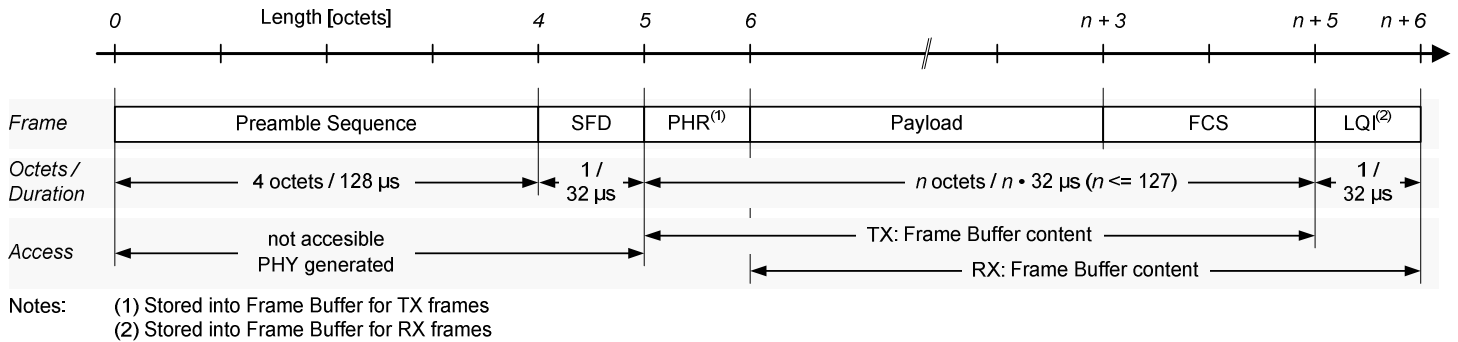 0 Length [octets] 4 5 6 n + 3 n + 5 n + 6
Frame Preamble Sequence SFD PHR(1) Payload FCS LQI(2)
Octets / Duration
4 octets / 128 µs
1 / 32 µs
n octets / n • 32 µs (n <= 127)
1 / 32 µs
Access
not accesible
PHY generated
TX: Frame Buffer content
RX: Frame Buffer content
Notes: (1) Stored into Frame Buffer for TX frames
(2) Stored into Frame Buffer for RX frames